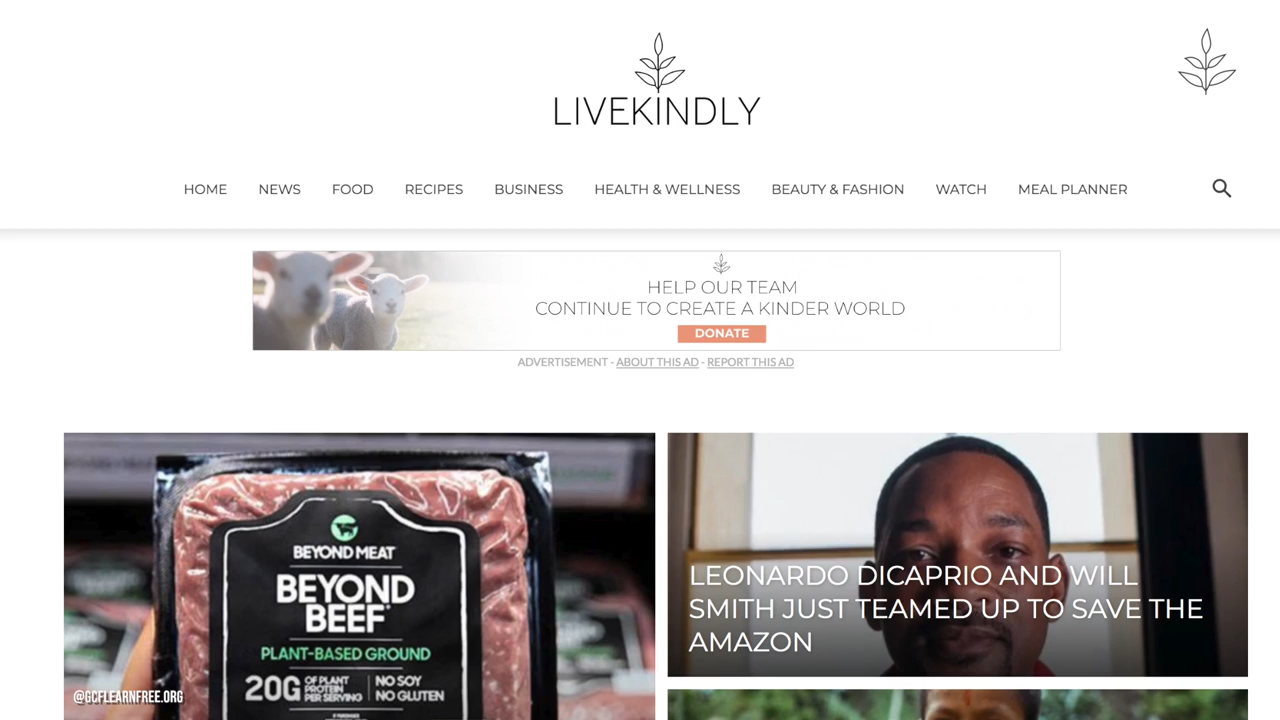 LIVEKINDLY
HOME NEWS FOOD RECIPES BUSINESS HEALTH & WELLNESS BEAUTY & FASHION WATCH MEAL PLANNER
HELP OUR TEAM
CONTINUE TO CREATE A KINDER WORLD
DONATE
ADVERTISEMENT - ABOUT THIS AD - REPORT THIS AD
BEYOND MEAT
BEYOND
BEEF
PLANT-BASED GROUND
20G OF PLANT PROTEIN PER SERVING
NO SOY
NO GLUTEN
LEONARDO DICAPRIO AND WILL
SMITH JUST TEAMED UP TO SAVE THE
AMAZON
@GCFLEARNFREE.ORG